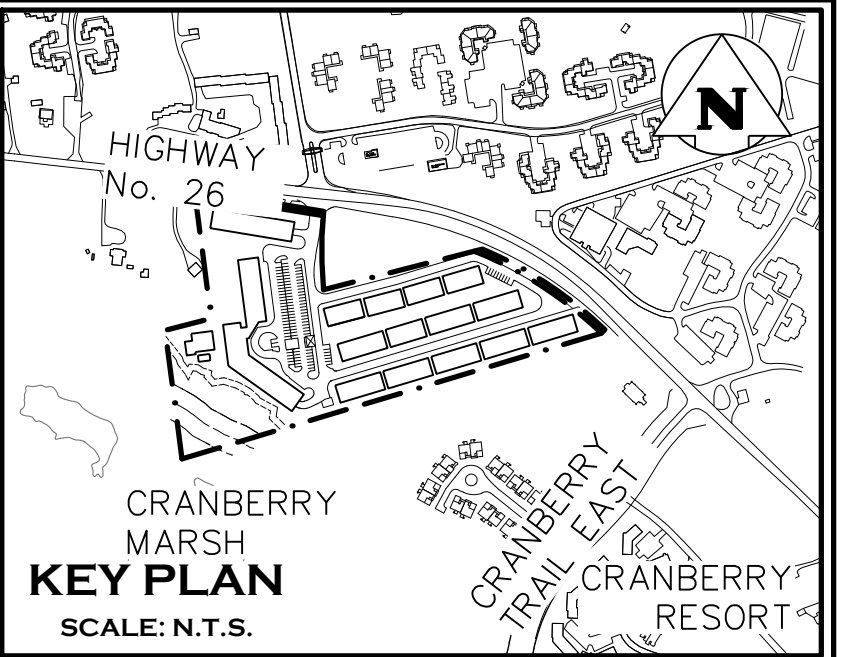 N
HIGHWAY
No. 26
CRANBERRY
MARSH
CRANBERRY
TRAIL EAST
CRANBERRY
RESORT
KEY PLAN
SCALE: N.T.S.